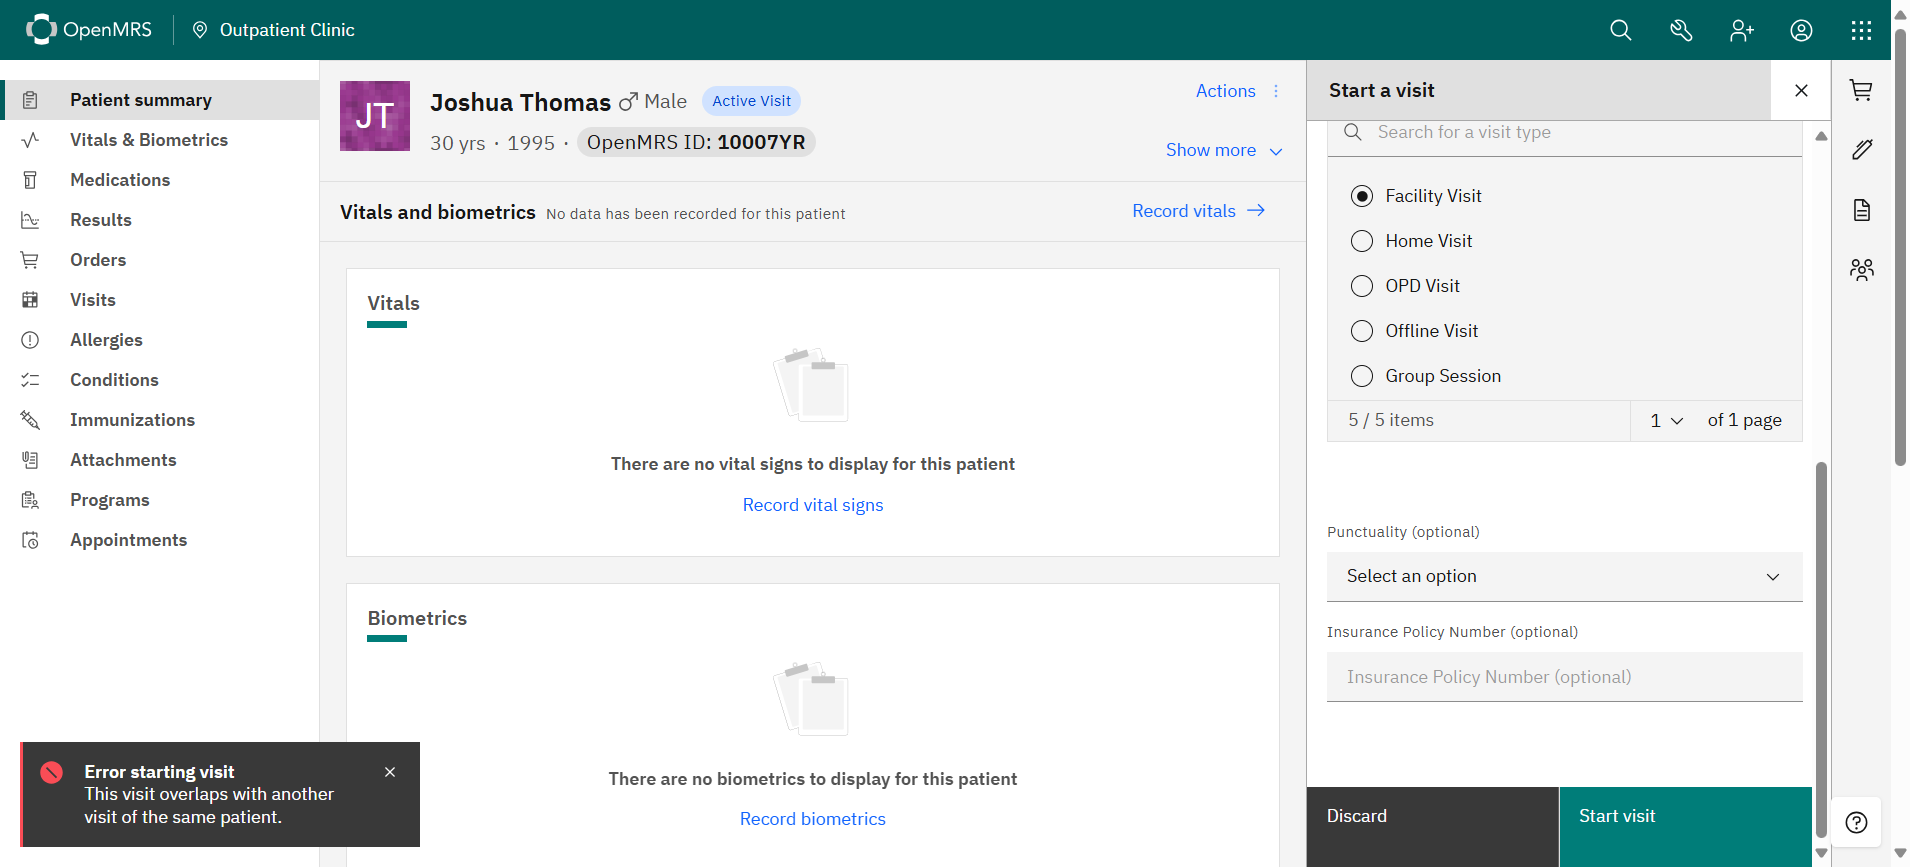 OpenMRS
Outpatient Clinic
Patient summary
Vitals & Biometrics
Medications
Results
Orders
Visits
Allergies
Conditions
Immunizations
Attachments
Programs
Appointments
JT
Joshua Thomas Male Active Visit
30 yrs · 1995 · OpenMRS ID: 10007YR
Actions
Show more
Vitals and biometrics No data has been recorded for this patient
Record vitals
Vitals
There are no vital signs to display for this patient
Record vital signs
Biometrics
There are no biometrics to display for this patient
Record biometrics
Start a visit
Search for a visit type
Facility Visit
Home Visit
OPD Visit
Offline Visit
Group Session
5 / 5 items
1 of 1 page
Punctuality (optional)
Select an option
Insurance Policy Number (optional)
Insurance Policy Number (optional)
Discard
Start visit
Error starting visit
This visit overlaps with another
visit of the same patient.